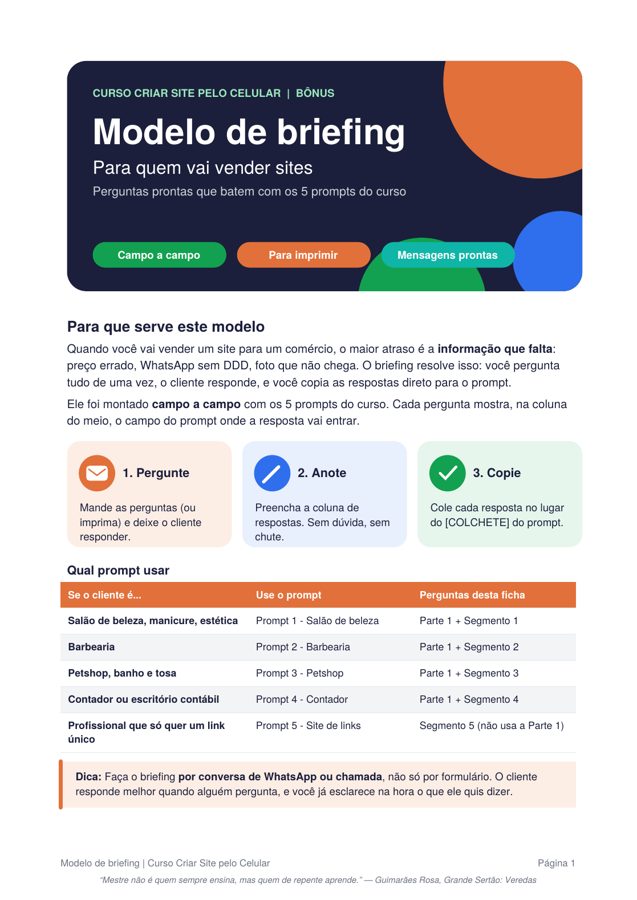 CURSO CRIAR SITE PELO CELULAR | BÔNUS
Modelo de briefing
Para quem vai vender sites
Perguntas prontas que batem com os 5 prompts do curso
Campo a campo
Para imprimir
Mensagens prontas
Para que serve este modelo
Quando você vai vender um site para um comércio, o maior atraso é a informação que falta:
preço errado, WhatsApp sem DDD, foto que não chega. O briefing resolve isso: você pergunta
tudo de uma vez, o cliente responde, e você copia as respostas direto para o prompt.
Ele foi montado campo a campo com os 5 prompts do curso. Cada pergunta mostra, na coluna
do meio, o campo do prompt onde a resposta vai entrar.
1. Pergunte
Mande as perguntas (ou
imprima) e deixe o cliente
responder.
2. Anote
Preencha a coluna de
respostas. Sem dúvida, sem
chute.
3. Copie
Cole cada resposta no lugar
do [COLCHETE] do prompt.
Qual prompt usar
Se o cliente é... Use o prompt Perguntas desta ficha
Salão de beleza, manicure, estética Prompt 1 - Salão de beleza Parte 1 + Segmento 1
Barbearia Prompt 2 - Barbearia Parte 1 + Segmento 2
Petshop, banho e tosa Prompt 3 - Petshop Parte 1 + Segmento 3
Contador ou escritório contábil Prompt 4 - Contador Parte 1 + Segmento 4
Profissional que só quer um link Prompt 5 - Site de links Segmento 5 (não usa a Parte 1)
único
Dica: Faça o briefing por conversa de WhatsApp ou chamada, não só por formulário. O cliente
responde melhor quando alguém pergunta, e você já esclarece na hora o que ele quis dizer.
Modelo de briefing | Curso Criar Site pelo Celular Página 1
“Mestre não é quem sempre ensina, mas quem de repente aprende.” — Guimarães Rosa, Grande Sertão: Veredas